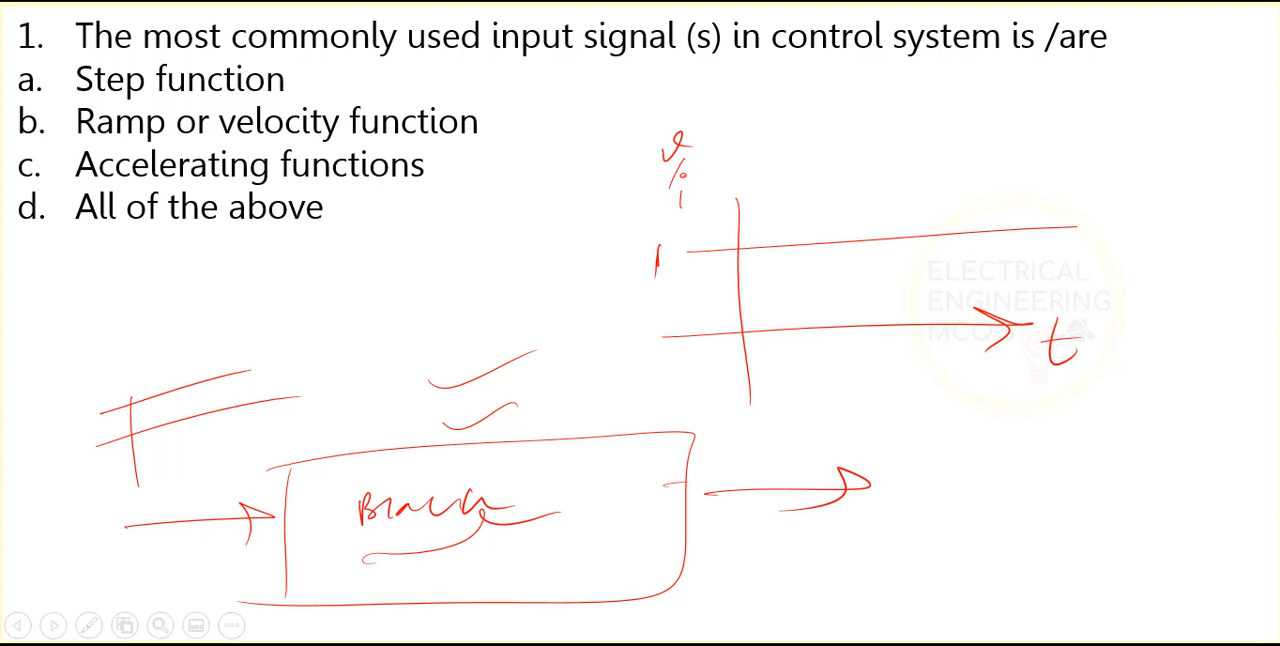 1. The most commonly used input signal (s) in control system is /are
a. Step function
b. Ramp or velocity function
c. Accelerating functions
d. All of the above
1
t
ELECTRICAL
ENGINEERING
MCQ'S